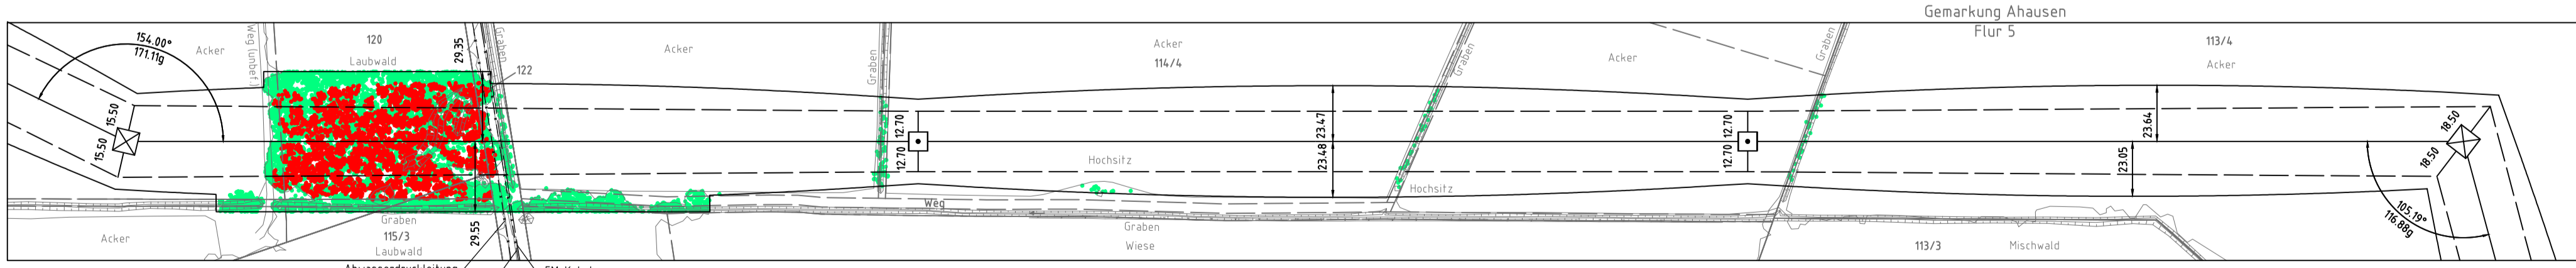 Gemarkung Ahausen
Flur 5
154.00°
171.11g
Acker
Weg (unbef.)
120
Laubwald
29.35
Graben
122
Acker
Graben
Acker
114/4
Graben
Acker
Graben
113/4
Acker
15.50
15.50
12.70
12.70
23.47
23.48
12.70
12.70
23.64
23.05
18.50
18.50
Hochsitz
Hochsitz
105.19°
116.88g
Weg
Acker
Graben
115/3
Laubwald
29.55
Graben
Wiese
113/3
Mischwald